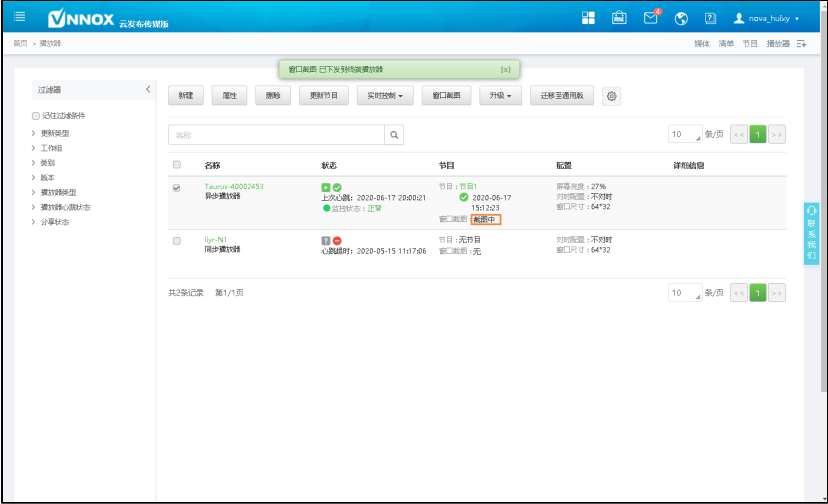 VNNOX 云发布传媒版
4
nova_huixy
首页 > 播放器
媒体 清单 节目 播放器
窗口截图 已下发到终端播放器 [X]
过滤器
新建 属性 删除 更新节目 实时控制 窗口截图 升级 迁移至通用版
记住过滤条件
更新类型
工作组
类别
版本
播放器类型
播放器心跳状态
分享状态
名称
10 条/页 << 1 >>
名称 状态 节目 配置 详细信息
Taurus-40002453
异步播放器
上次心跳: 2020-06-17 20:00:21
监控状态 : 正常
节目 : 节目1
2020-06-17
15:12:23
窗口截图 截图中
屏幕亮度 : 27%
对时配置 : 不对时
窗口尺寸 : 64*32
liyr-N1
同步播放器
心跳超时: 2020-05-15 11:17:06
节目 : 无节目
窗口截图 : 无
对时配置 : 不对时
窗口尺寸 : 64*32
共2条记录 第1/1页
10 条/页 << 1 >>
联系我们